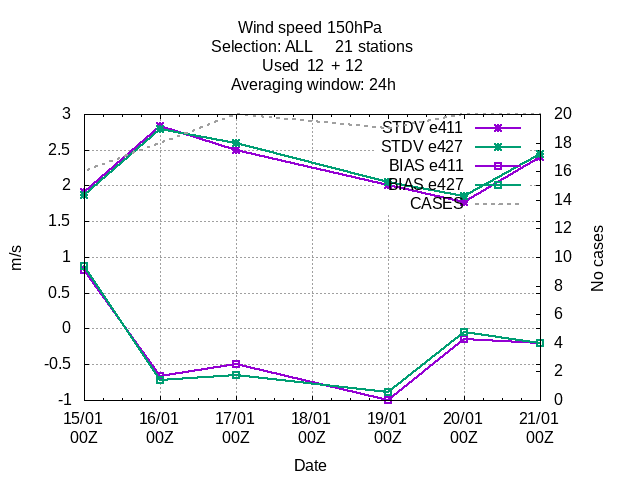 Wind speed 150hPa
Selection: ALL 21 stations
Used 12 + 12
Averaging window: 24h
3
2.5
2
1.5
1
0.5
0
-0.5
-1
m/s
20
18
16
14
12
10
8
6
4
2
0
No cases
STDV e411
STDV e427
BIAS e411
BIAS e427
CASES
15/01 16/01 17/01 18/01 19/01 20/01 21/01
00Z 00Z 00Z 00Z 00Z 00Z 00Z
Date